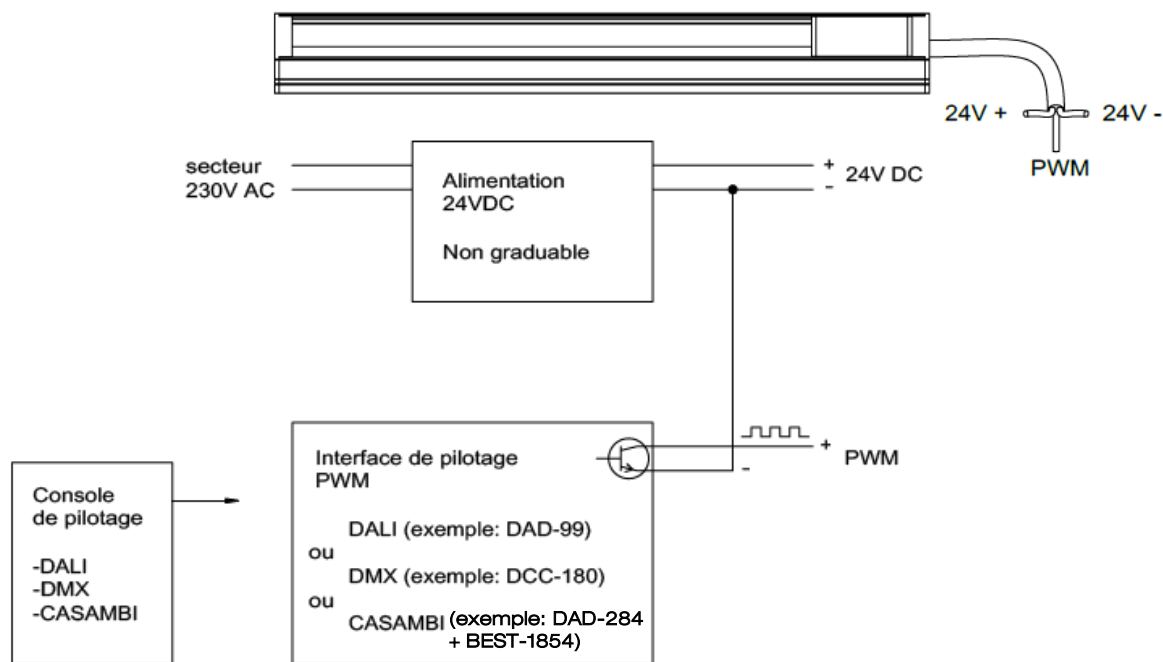 24V +
24V -
PWM
secteur
230V AC
Alimentation
24VDC
Non graduable
+
-
24V DC
Interface de pilotage
PWM
DALI (exemple: DAD-99)
ou
DMX (exemple: DCC-180)
ou
CASAMBI (exemple: DAD-284
+ BEST-1854)
+
-
PWM
Console
de pilotage
-DALI
-DMX
-CASAMBI